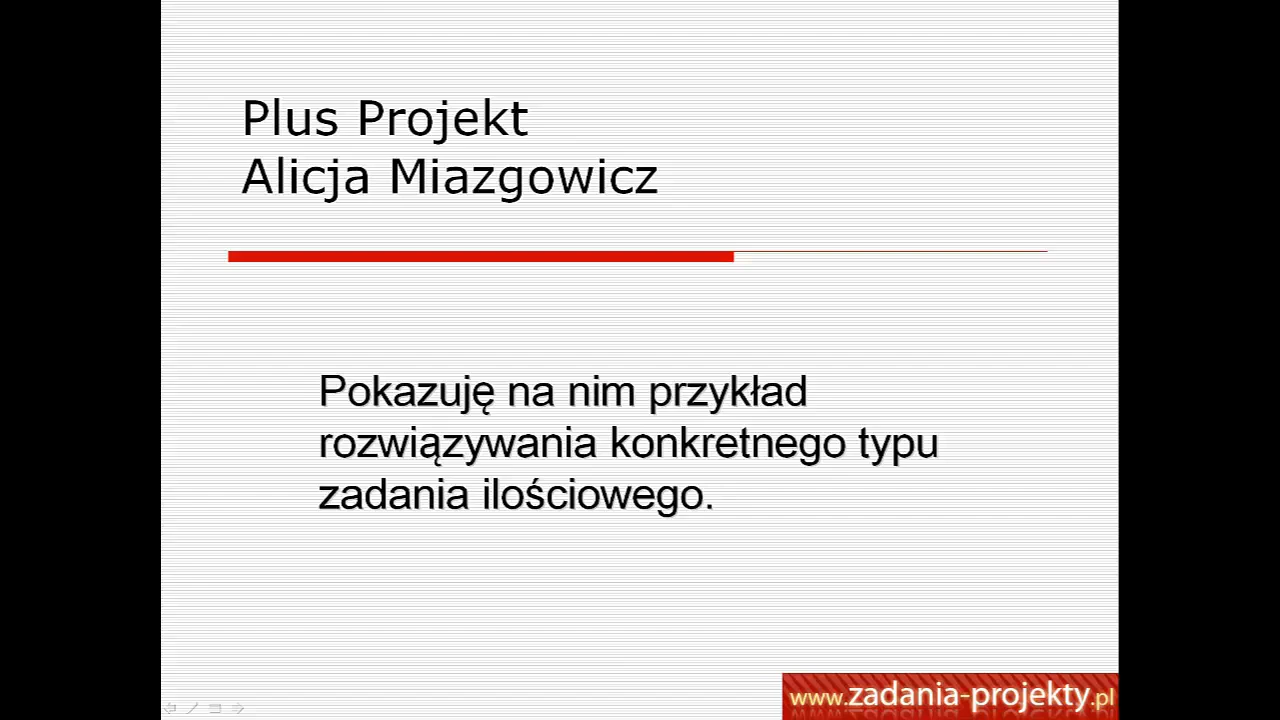 Plus Projekt
Alicja Miazgowicz
Pokazuję na nim przykład
rozwiązywania konkretnego typu
zadania ilościowego.
www.zadania-projekty.pl